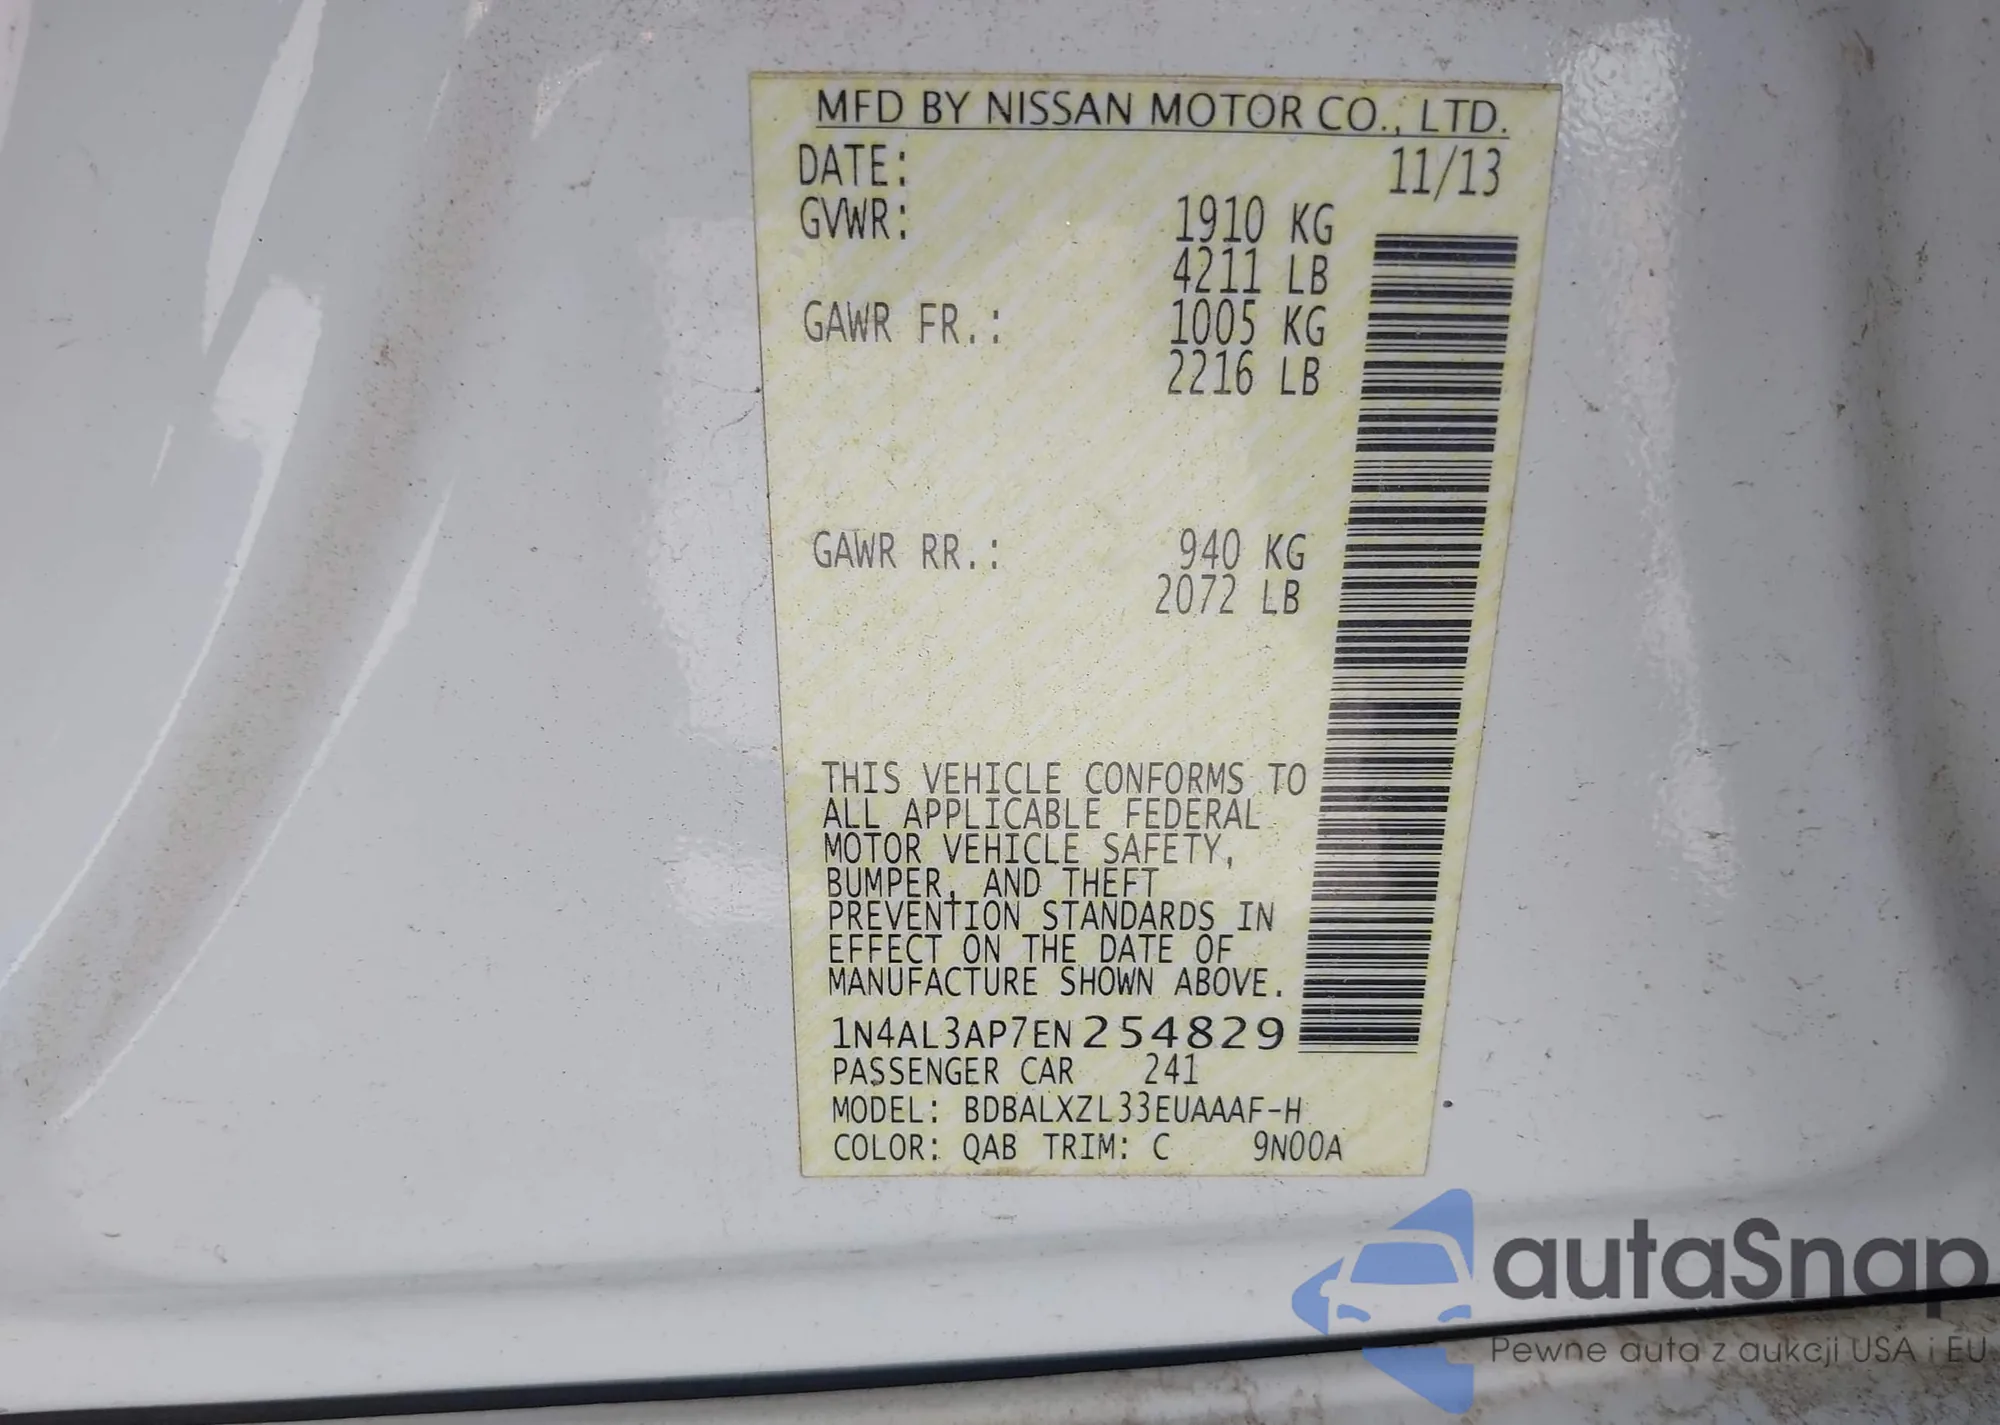 MFD BY NISSAN MOTOR CO., LTD.
DATE: 11/13
GVWR: 1910 KG
4211 LB
GAWR FR.: 1005 KG
2216 LB
GAWR RR.: 940 KG
2072 LB
THIS VEHICLE CONFORMS TO
ALL APPLICABLE FEDERAL
MOTOR VEHICLE SAFETY,
BUMPER, AND THEFT
PREVENTION STANDARDS IN
EFFECT ON THE DATE OF
MANUFACTURE SHOWN ABOVE.
1N4AL3AP7EN254829
PASSENGER CAR 241
MODEL: BDBALXZL33EUAAAF-H
COLOR: QAB TRIM: C 9N00A
autaSnap
Pewne auta z aukcji USA i EU